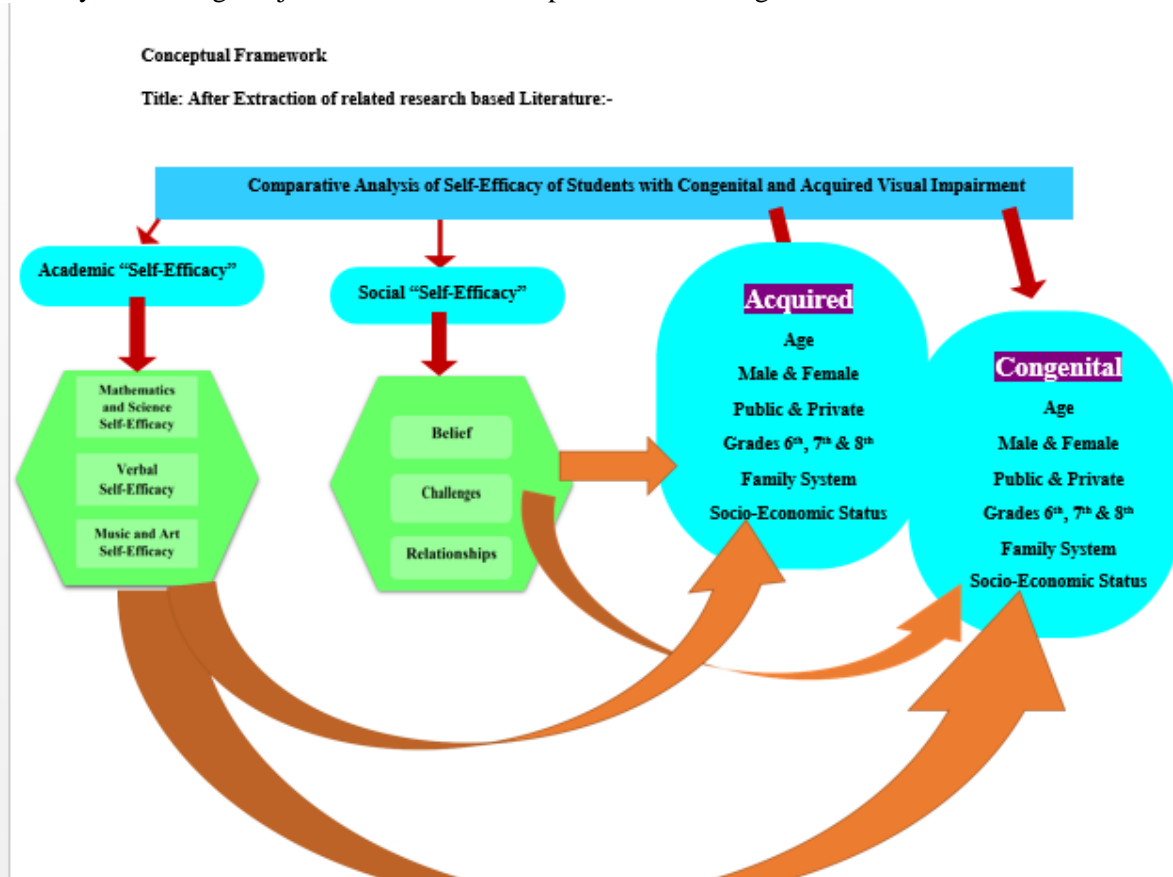 Conceptual Framework
Title: After Extraction of related research based Literature:-
Comparative Analysis of Self-Efficacy of Students with Congenital and Acquired Visual Impairment
Academic “Self-Efficacy”
Mathematics
and Science
Self-Efficacy
Verbal
Self-Efficacy
Music and Art
Self-Efficacy
Social “Self-Efficacy”
Belief
Challenges
Relationships
Acquired
Age
Male & Female
Public & Private
Grades 6th, 7th & 8th
Family System
Socio-Economic Status
Congenital
Age
Male & Female
Public & Private
Grades 6th, 7th & 8th
Family System
Socio-Economic Status